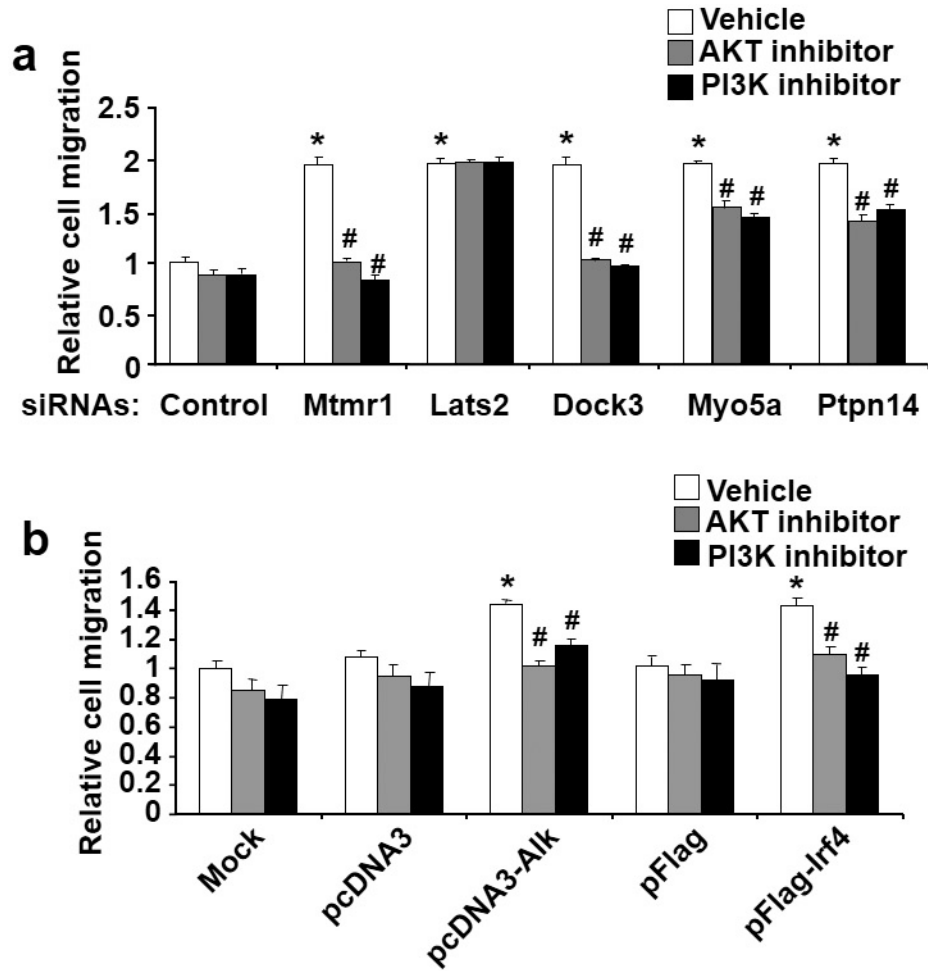 a
Vehicle
AKT inhibitor
PI3K inhibitor
Relative cell migration
2.5
2
1.5
1
0.5
0
* * * * *
# # # # # # # #
siRNAs: Control Mtmr1 Lats2 Dock3 Myo5a Ptpn14
b
Vehicle
AKT inhibitor
PI3K inhibitor
Relative cell migration
1.6
1.4
1.2
1
0.8
0.6
0.4
0.2
0
* *
# # # #
Mock pcDNA3 pcDNA3-Alk pFlag pFlag-Irf4